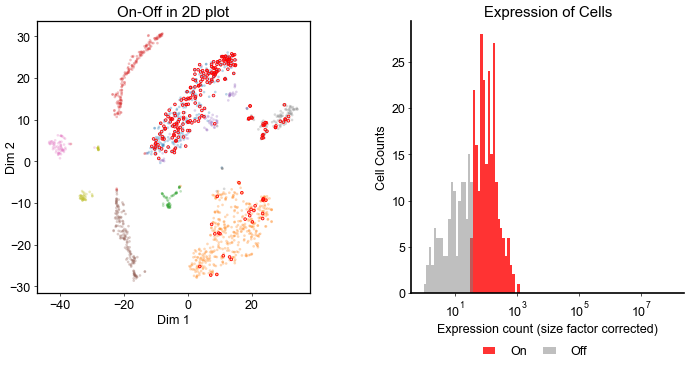 On-Off in 2D plot
Dim 2
30
20
10
0
−10
−20
−30
−40
−20
0
20
Dim 1
Expression of Cells
Cell Counts
25
20
15
10
5
0
10^1
10^3
10^5
10^7
Expression count (size factor corrected)
On
Off